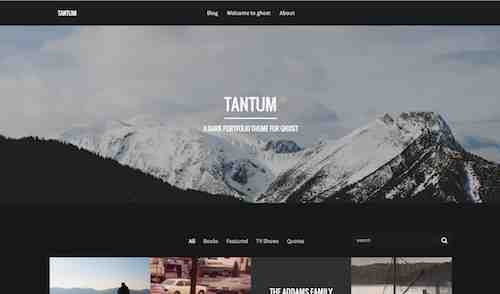 TANTUM
Blog Welcome to ghost About
TANTUM
A DARK PORTFOLIO THEME FOR GHOST
All Books Featured TV Shows Quotes
search
THE ADDAMS FAMILY